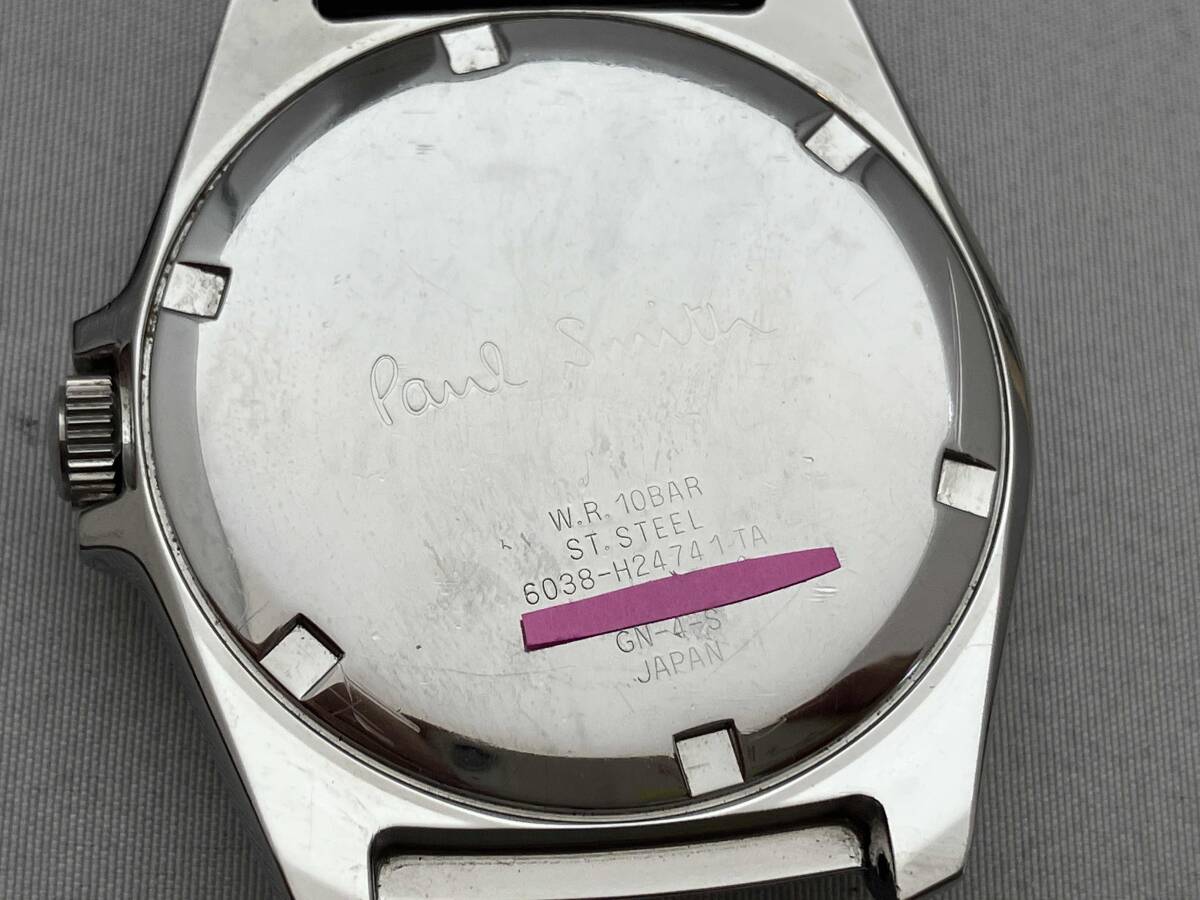 Paul Smith
W.R. 10BAR
ST. STEEL
6038-H24741 TA
GN-4-S
JAPAN